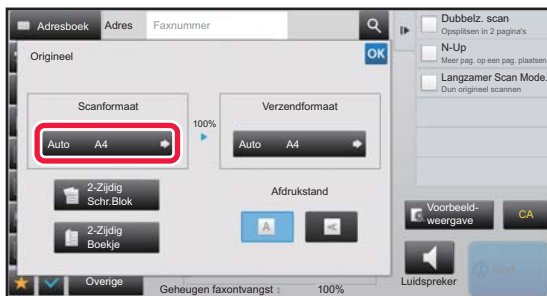 Adresboek
Adres
Faxnummer
Origineel
OK
Scanformaat
Auto A4
100%
Verzendformaat
Auto A4
2-Zijdig
Schr.Blok
2-Zijdig
Boekje
Afdrukstand
A
A
Overige
Geheugen faxontvangst : 100%
Dubbelz. scan
Opsplitsen in 2 pagina's
N-Up
Meer pag. op een pag. plaatsen
Langzamer Scan Mode.
Dun origineel scannen
Voorbeeld-
weergave
CA
Luidspreker
Start